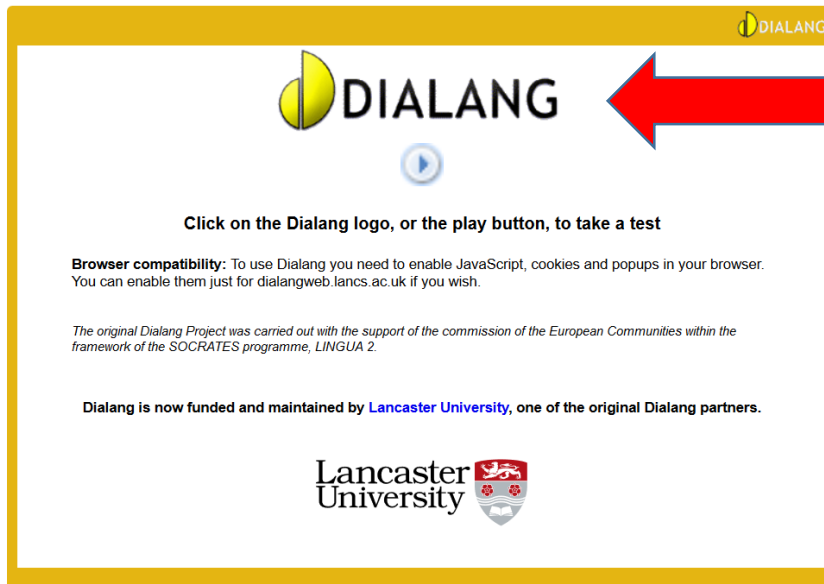 DIALANG
DIALANG
Click on the Dialang logo, or the play button, to take a test
Browser compatibility: To use Dialang you need to enable JavaScript, cookies and popups in your browser.
You can enable them just for dialangweb.lancs.ac.uk if you wish.
The original Dialang Project was carried out with the support of the commission of the European Communities within the
framework of the SOCRATES programme, LINGUA 2.
Dialang is now funded and maintained by Lancaster University, one of the original Dialang partners.
Lancaster
University